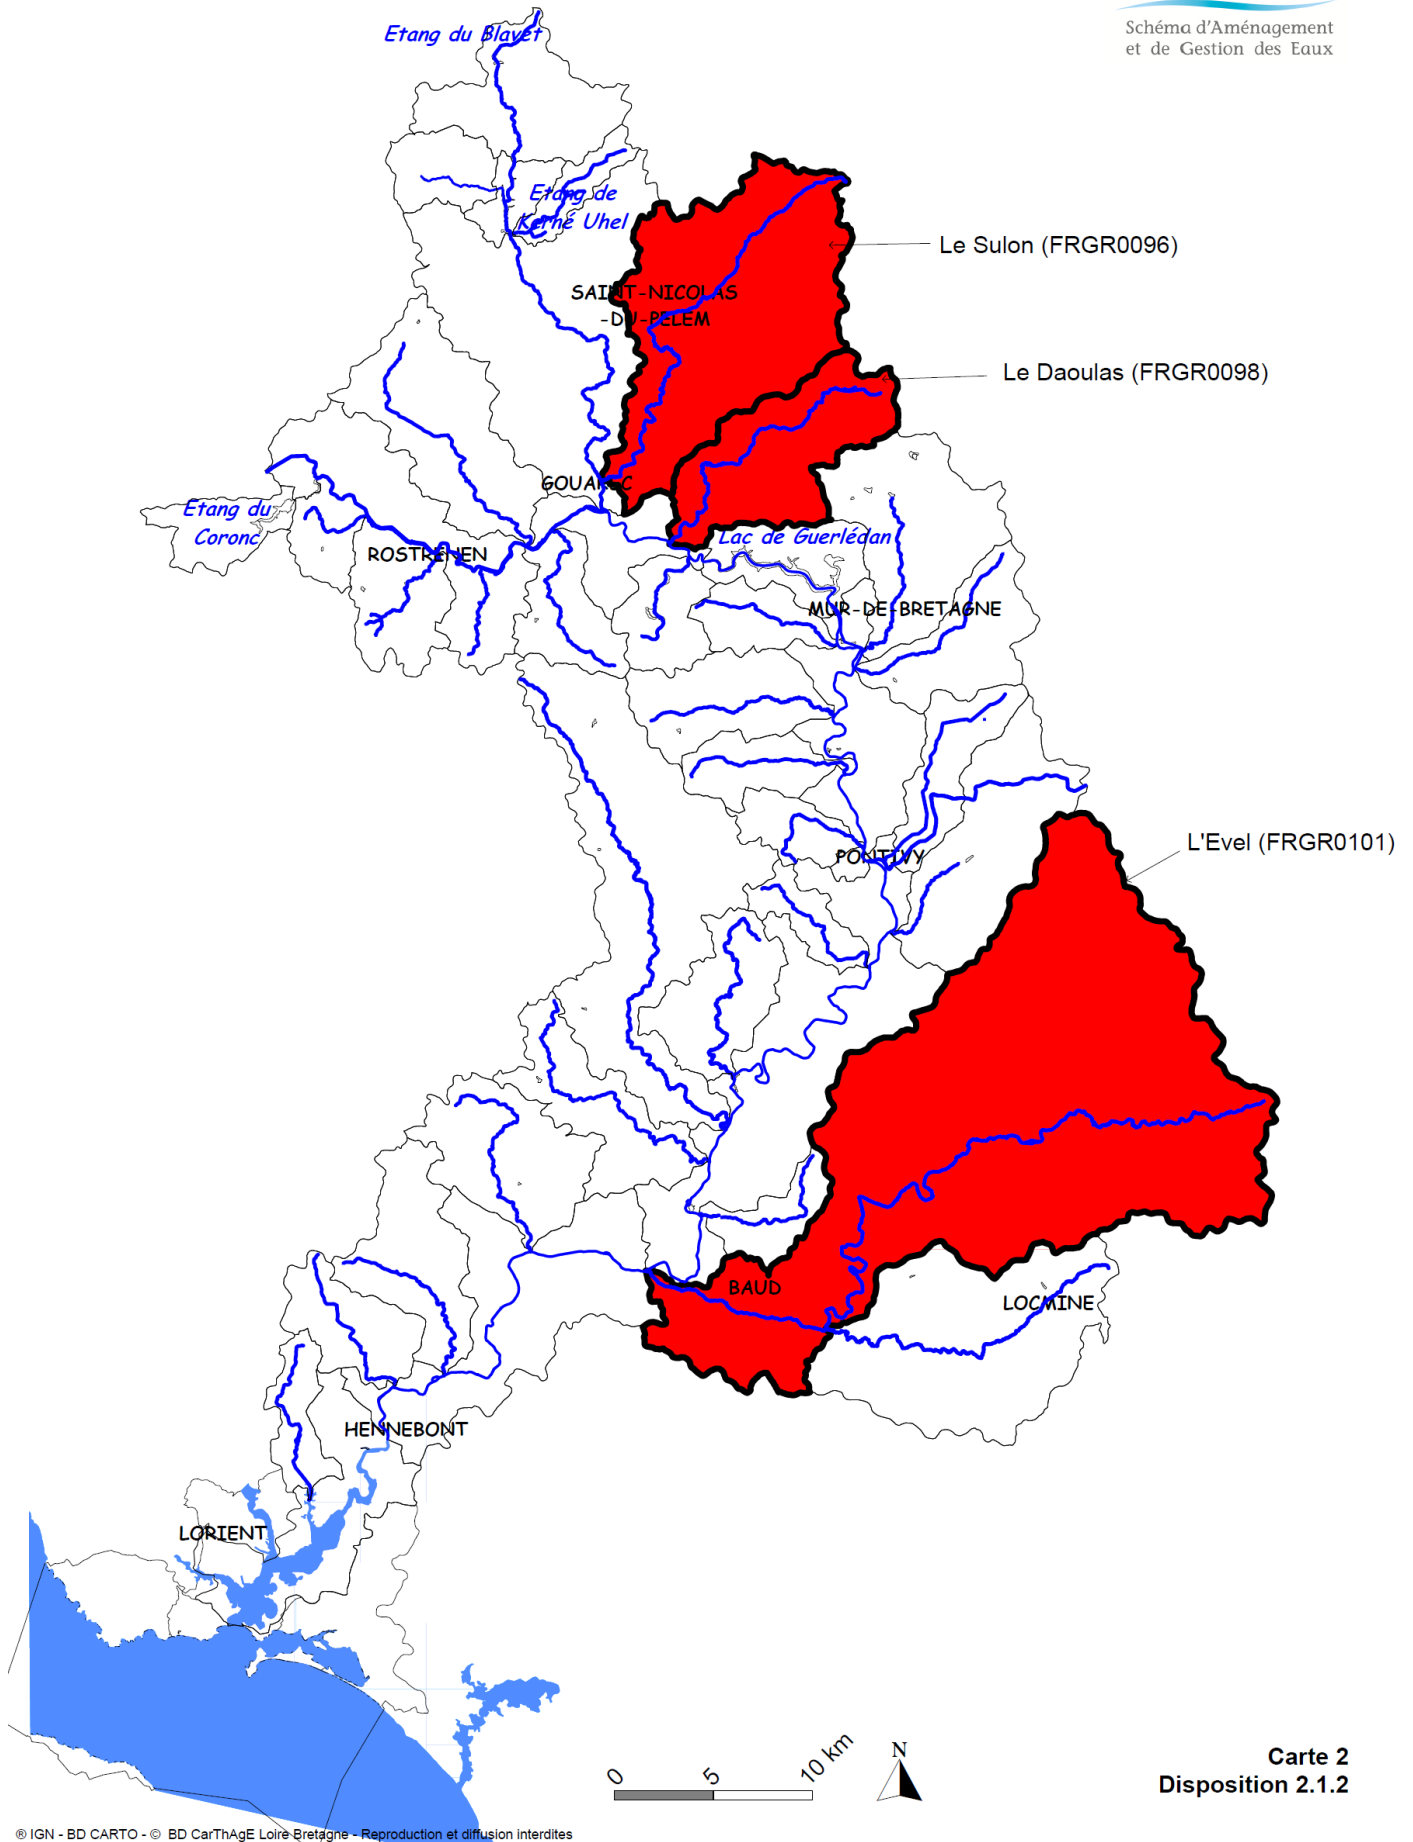 Schéma d'Aménagement
et de Gestion des Eaux
Etang du Blavet
Etang de
Kerné Uhel
Le Sulon (FRGR0096)
SAINT-NICOLAS
-DU-PELEM
Le Daoulas (FRGR0098)
GOUAREC
Etang du
Coronc
Lac de Guerlédan
ROSTRENEN
MUR-DE-BRETAGNE
L'Evel (FRGR0101)
PONTIVY
BAUD
LOCMINE
HENNEBONT
LORIENT
0 5 10 km
N
Carte 2
Disposition 2.1.2
® IGN - BD CARTO - © BD CarThAgE Loire Bretagne - Reproduction et diffusion interdites